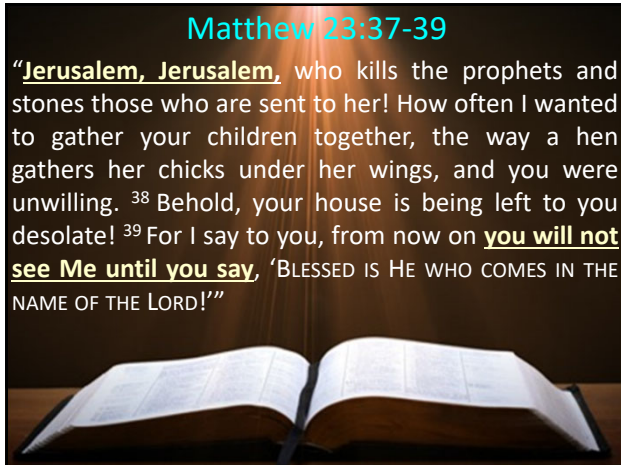 Matthew 23:37-39
“Jerusalem, Jerusalem, who kills the prophets and
stones those who are sent to her! How often I wanted
to gather your children together, the way a hen
gathers her chicks under her wings, and you were
unwilling. 38 Behold, your house is being left to you
desolate! 39 For I say to you, from now on you will not
see Me until you say, ‘BLESSED IS HE WHO COMES IN THE
NAME OF THE LORD!’”